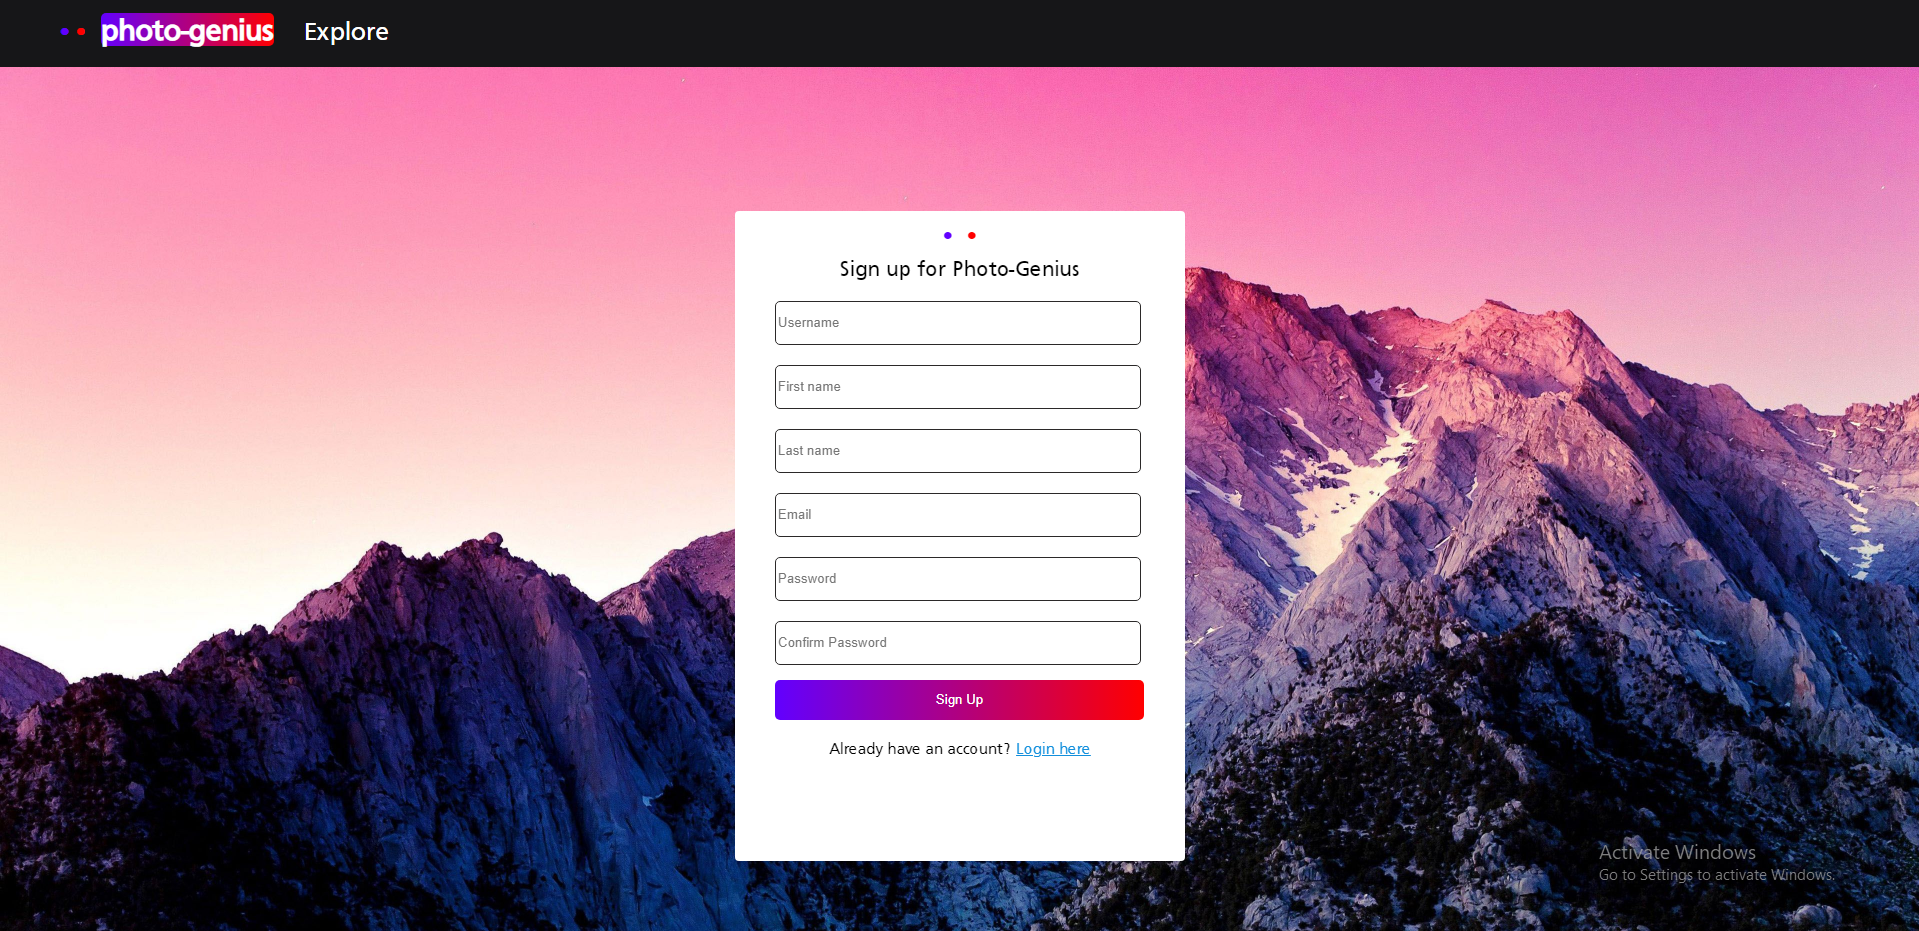 photo-genius Explore
Sign up for Photo-Genius
Username
First name
Last name
Email
Password
Confirm Password
Sign Up
Already have an account? Login here
Activate Windows
Go to Settings to activate Windows.